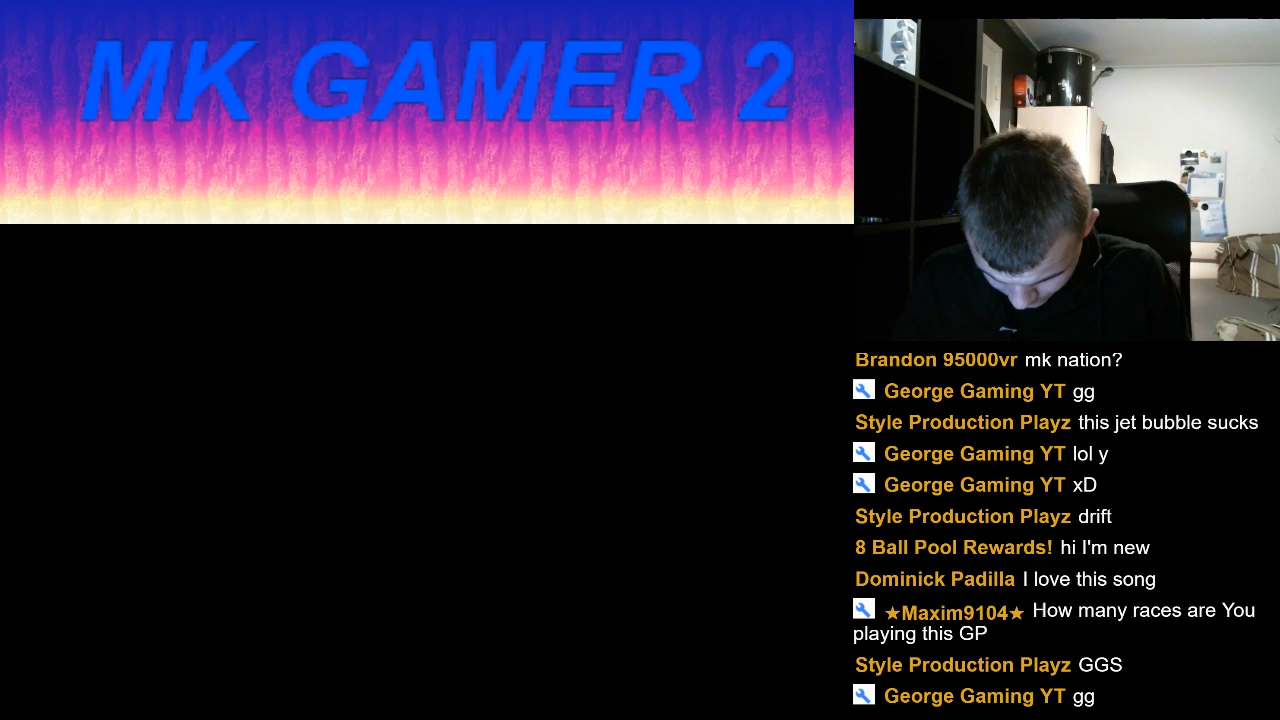 MK GAMER 2
Brandon 95000vr mk nation?
George Gaming YT gg
Style Production Playz this jet bubble sucks
George Gaming YT lol y
George Gaming YT xD
Style Production Playz drift
8 Ball Pool Rewards! hi I'm new
Dominick Padilla I love this song
★Maxim9104★ How many races are You
playing this GP
Style Production Playz GGS
George Gaming YT gg